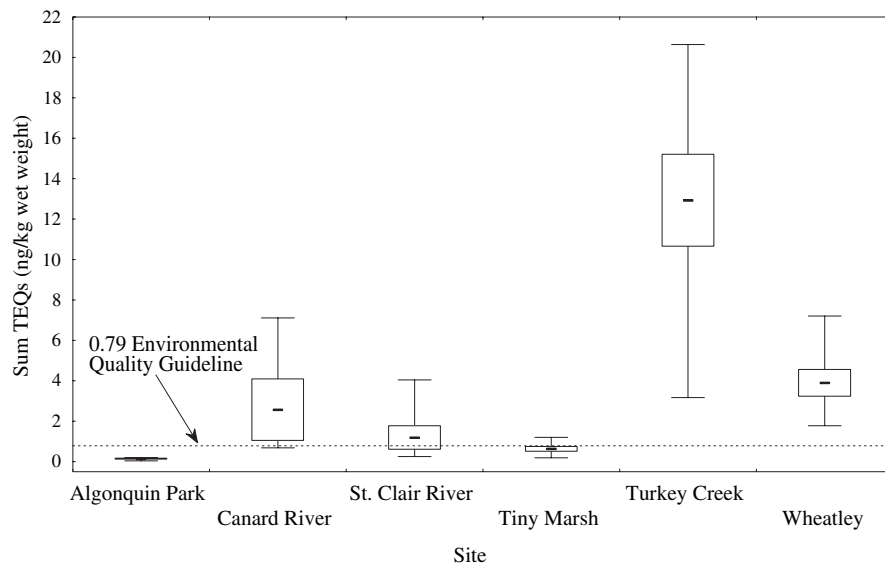 22
20
18
16
14
12
10
8
6
4
2
0
Sum TEQs (ng/kg wet weight)
0.79 Environmental
Quality Guideline
Algonquin Park
Canard River
St. Clair River
Tiny Marsh
Turkey Creek
Wheatley
Site